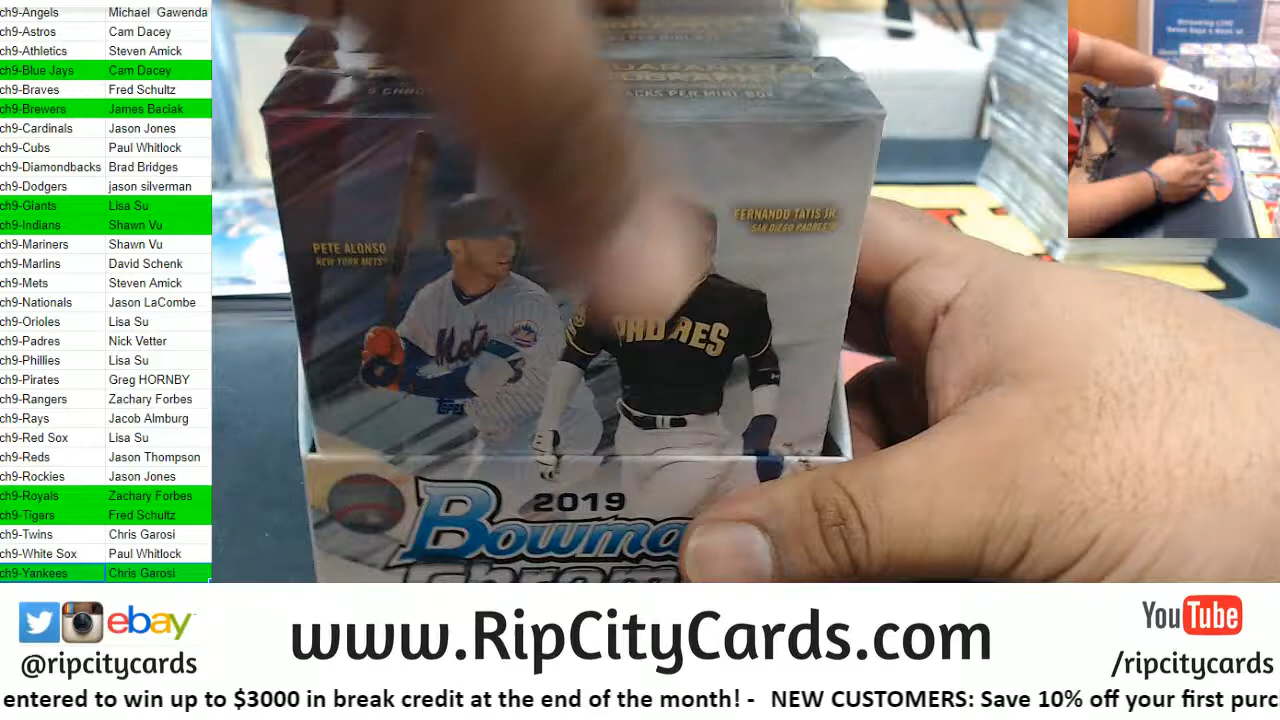 ch9-Angels Michael Gawenda
ch9-Astros Cam Dacey
ch9-Athletics Steven Amick
ch9-Blue Jays Cam Dacey
ch9-Braves Fred Schultz
ch9-Brewers James Baciak
ch9-Cardinals Jason Jones
ch9-Cubs Paul Whitlock
ch9-Diamondbacks Brad Bridges
ch9-Dodgers jason silverman
ch9-Giants Lisa Su
ch9-Indians Shawn Vu
ch9-Mariners Shawn Vu
ch9-Marlins David Schenk
ch9-Mets Steven Amick
ch9-Nationals Jason LaCombe
ch9-Orioles Lisa Su
ch9-Padres Nick Vetter
ch9-Phillies Lisa Su
ch9-Pirates Greg HORNBY
ch9-Rangers Zachary Forbes
ch9-Rays Jacob Almburg
ch9-Red Sox Lisa Su
ch9-Reds Jason Thompson
ch9-Rockies Jason Jones
ch9-Royals Zachary Forbes
ch9-Tigers Fred Schultz
ch9-Twins Chris Garosi
ch9-White Sox Paul Whitlock
ch9-Yankees Chris Garosi
PACKS PER MINI-BOX
PETE ALONSO
NEW YORK METS
FERNANDO TATIS JR.
SAN DIEGO PADRES
Mets
PADRES
topps
2019
Bowma
Chrom
ebay
@ripcitycards
www.RipCityCards.com
YouTube
/ripcitycards
entered to win up to $3000 in break credit at the end of the month! - NEW CUSTOMERS: Save 10% off your first purc